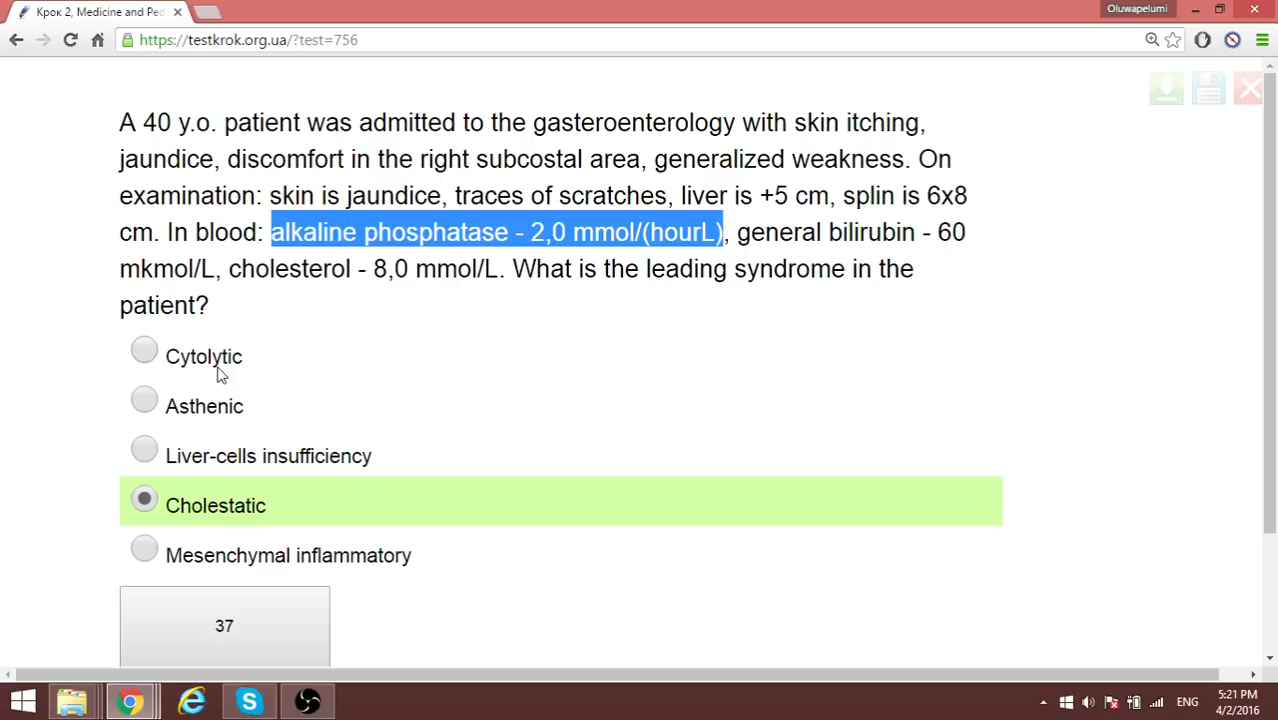 Крок 2, Medicine and Ped
Oluwapelumi
https://testkrok.org.ua/?test=756
A 40 y.o. patient was admitted to the gasteroenterology with skin itching,
jaundice, discomfort in the right subcostal area, generalized weakness. On
examination: skin is jaundice, traces of scratches, liver is +5 cm, splin is 6x8
cm. In blood: alkaline phosphatase - 2,0 mmol/(hourL), general bilirubin - 60
mkmol/L, cholesterol - 8,0 mmol/L. What is the leading syndrome in the
patient?
Cytolytic
Asthenic
Liver-cells insufficiency
Cholestatic
Mesenchymal inflammatory
37
ENG
5:21 PM
4/2/2016